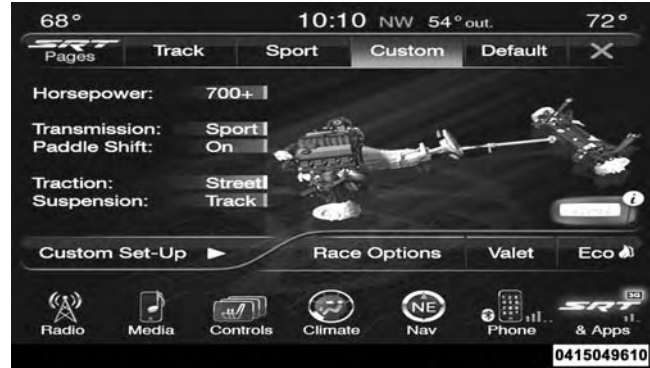 68° 10:10 NW 54° out. 72°
SRT Pages Track Sport Custom Default X
Horsepower: 700+
Transmission: Sport
Paddle Shift: On
Traction: Street
Suspension: Track
i
Custom Set-Up Race Options Valet Eco
NE 3G
Radio Media Controls Climate Nav Phone SRT & Apps
0415049610